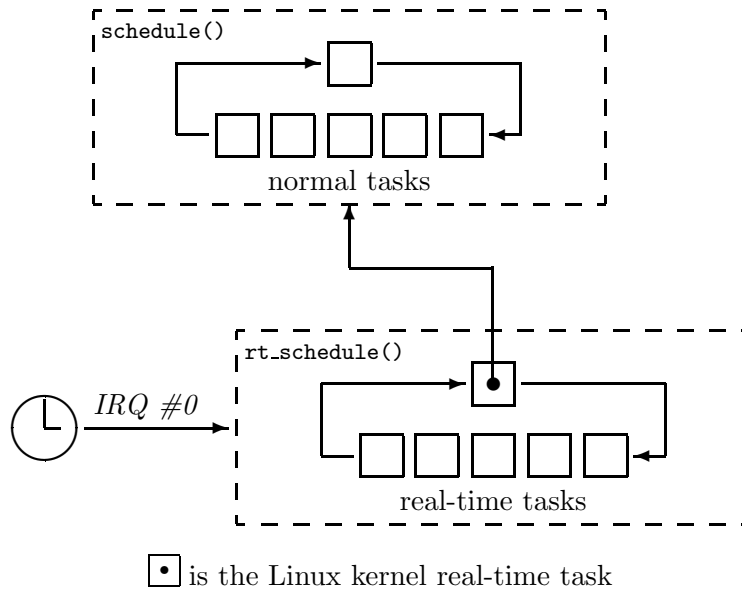 schedule()
normal tasks
rt_schedule()
IRQ #0
real-time tasks
is the Linux kernel real-time task